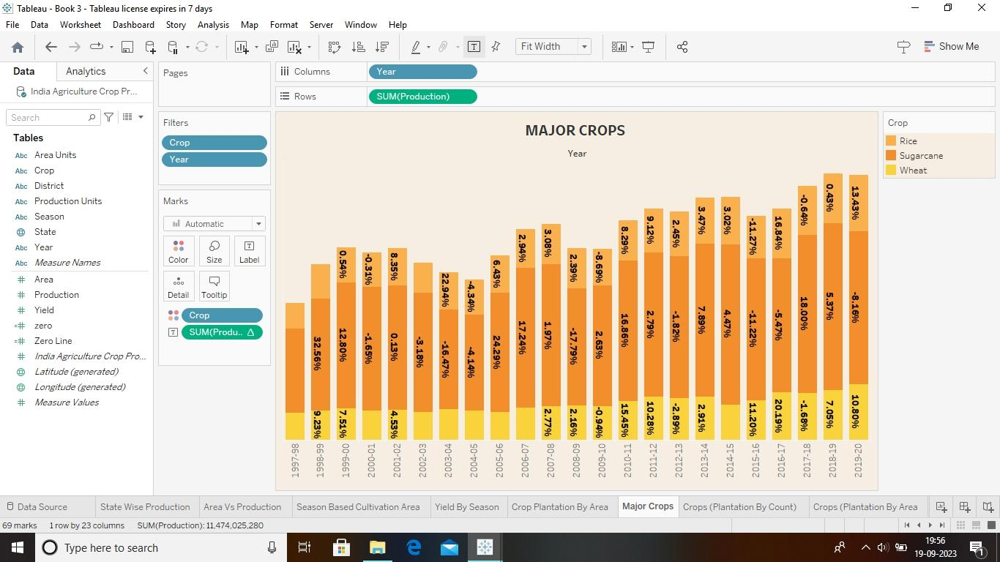 Tableau - Book 3 - Tableau license expires in 7 days
File Data Worksheet Dashboard Story Analysis Map Format Server Window Help
Fit Width
Show Me
Data Analytics
India Agriculture Crop Pr...
Search
Tables
Abc Area Units
Abc Crop
Abc District
Abc Production Units
Abc Season
State
Abc Year
Abc Measure Names
# Area
# Production
# Yield
=# zero
=# Zero Line
# India Agriculture Crop Pro...
Latitude (generated)
Longitude (generated)
# Measure Values
Pages
Filters
Crop
Year
Marks
Automatic
Color Size Label
Detail Tooltip
Crop
SUM(Produ.. Δ
Columns Year
Rows SUM(Production)
MAJOR CROPS
Year
0.54% -0.31% 8.35% 22.94% -4.34% 6.43% 2.94% 3.08% 2.39% -8.69% 8.29% 9.12% 2.45% 3.47% 3.02% -11.27% 16.84% -0.64% 0.43% 13.43%
32.56% 12.80% -1.65% 0.13% -3.18% -16.47% -4.14% 24.29% 17.24% 1.97% -17.79% 2.63% 16.86% 2.79% -1.82% 7.89% 4.47% -11.22% -5.47% 18.00% 5.37% -8.16%
9.23% 7.51% 4.53% 2.77% 2.16% -0.94% 15.45% 10.28% -2.89% 2.91% 11.20% 20.19% -1.68% 7.05% 10.80%
1997-98 1998-99 1999-00 2000-01 2001-02 2002-03 2003-04 2004-05 2005-06 2006-07 2007-08 2008-09 2009-10 2010-11 2011-12 2012-13 2013-14 2014-15 2015-16 2016-17 2017-18 2018-19 2019-20
Crop
Rice
Sugarcane
Wheat
Data Source State Wise Production Area Vs Production Season Based Cultivation Area Yield By Season Crop Plantation By Area Major Crops Crops (Plantation By Count) Crops (Plantation By Area
69 marks 1 row by 23 columns SUM(Production): 11,474,025,280
Type here to search
19:56
19-09-2023
1